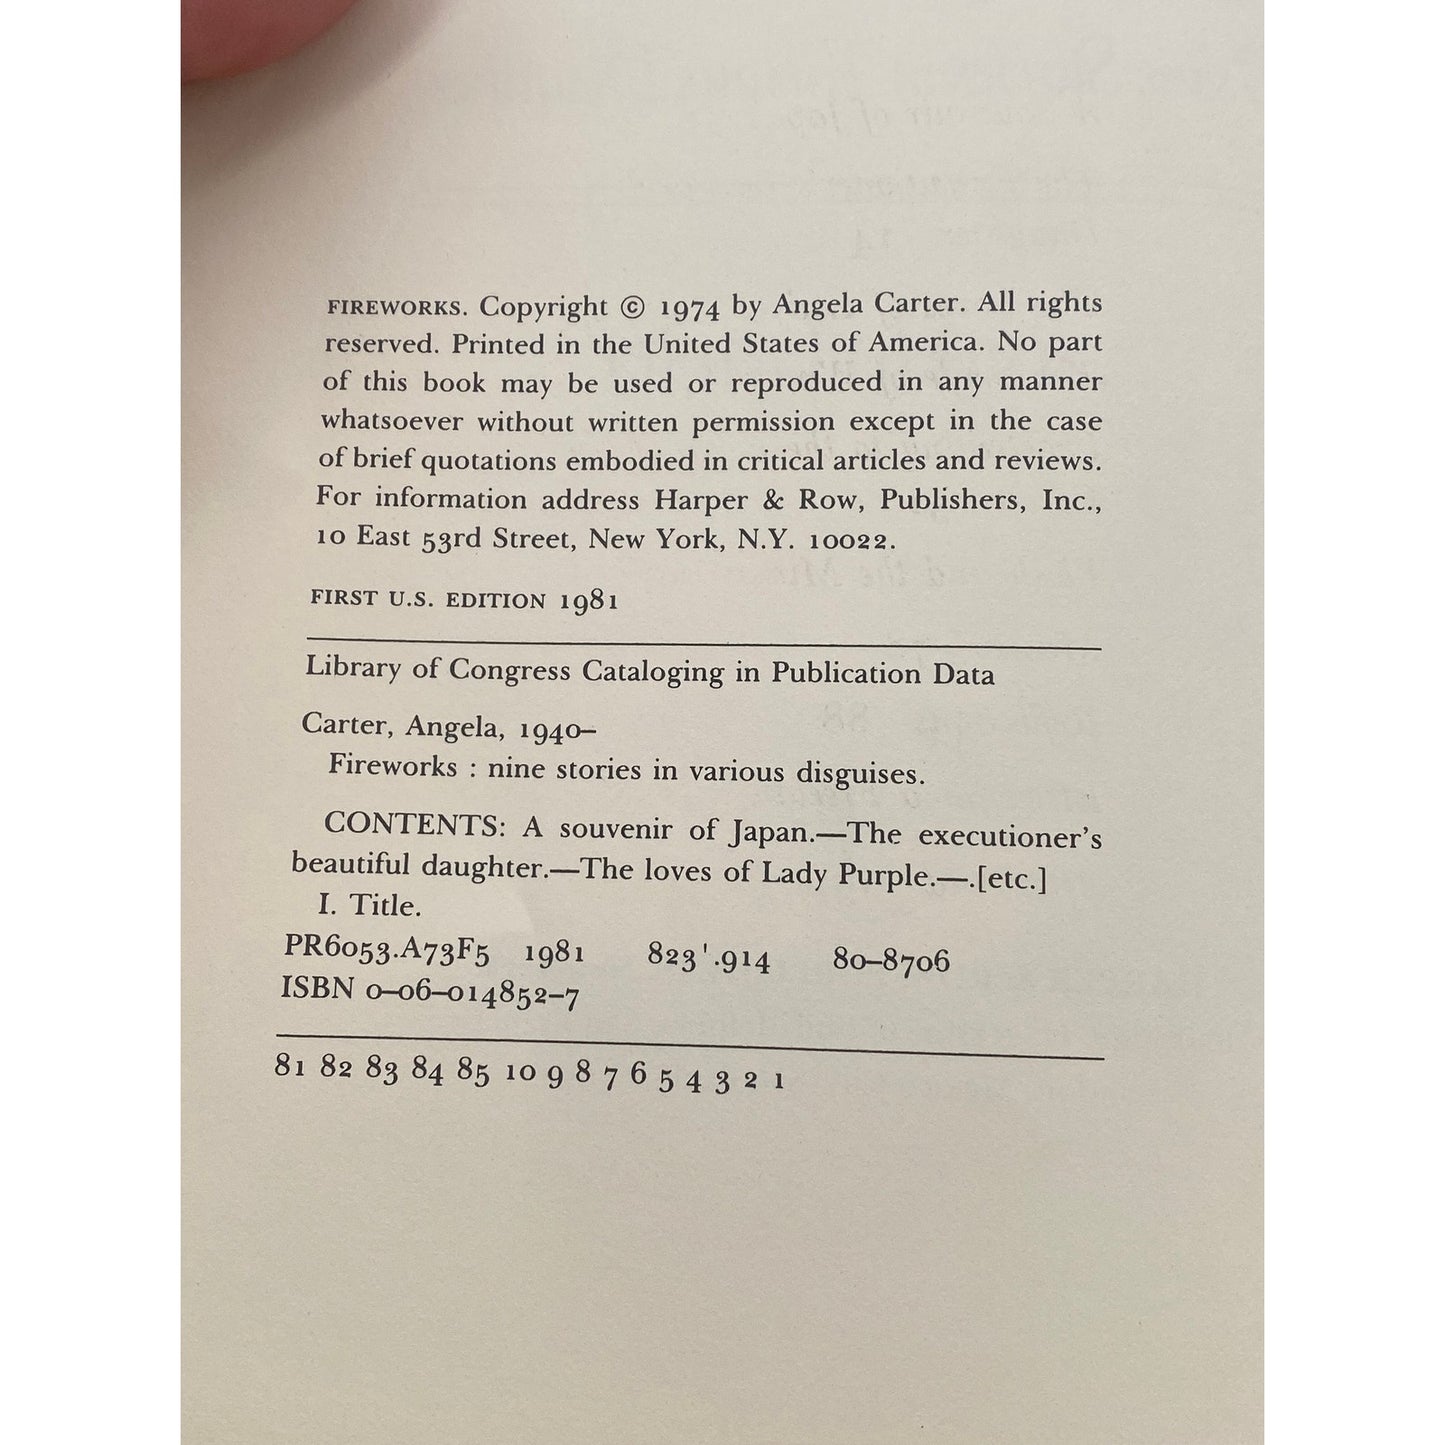 FIREWORKS. Copyright © 1974 by Angela Carter. All rights
reserved. Printed in the United States of America. No part
of this book may be used or reproduced in any manner
whatsoever without written permission except in the case
of brief quotations embodied in critical articles and reviews.
For information address Harper & Row, Publishers, Inc.,
10 East 53rd Street, New York, N.Y. 10022.
FIRST U.S. EDITION 1981
Library of Congress Cataloging in Publication Data
Carter, Angela, 1940–
Fireworks : nine stories in various disguises.
CONTENTS: A souvenir of Japan.—The executioner's
beautiful daughter.—The loves of Lady Purple.—.[etc.]
I. Title.
PR6053.A73F5 1981 823'.914 80–8706
ISBN 0–06–014852–7
81 82 83 84 85 10 9 8 7 6 5 4 3 2 1